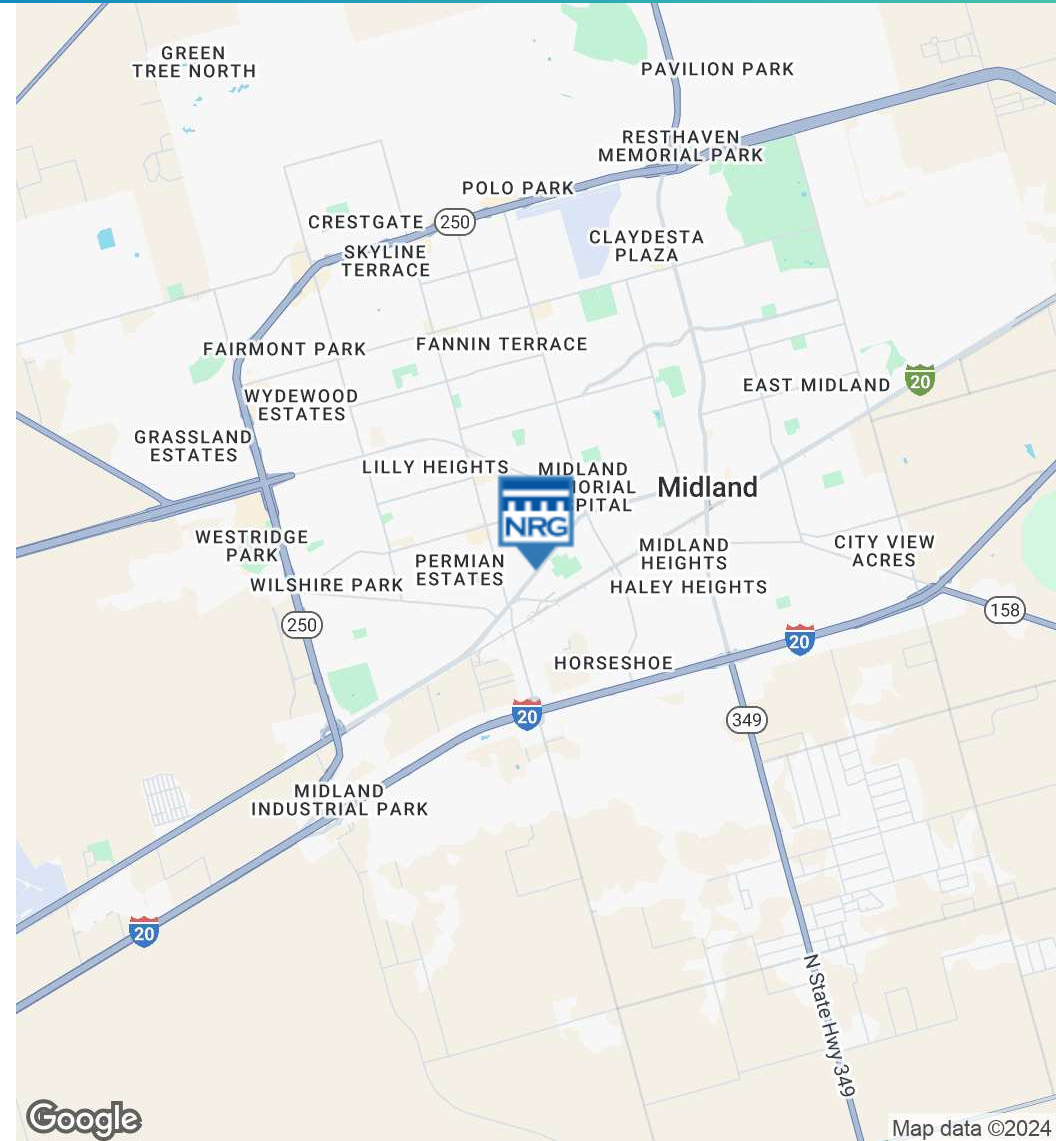 GREEN
TREE NORTH
PAVILION PARK
RESTHAVEN
MEMORIAL PARK
POLO PARK
CRESTGATE
250
CLAYDESTA
PLAZA
SKYLINE
TERRACE
FAIRMONT PARK
FANNIN TERRACE
EAST MIDLAND
20
WYDEWOOD
ESTATES
GRASSLAND
ESTATES
LILLY HEIGHTS
MIDLAND
ORIAL
PITAL
Midland
NRG
WESTRIDGE
PARK
PERMIAN
ESTATES
MIDLAND
HEIGHTS
CITY VIEW
ACRES
WILSHIRE PARK
HALEY HEIGHTS
158
250
20
HORSESHOE
20
349
MIDLAND
INDUSTRIAL PARK
20
N State Hwy 349
Google
Map data ©2024